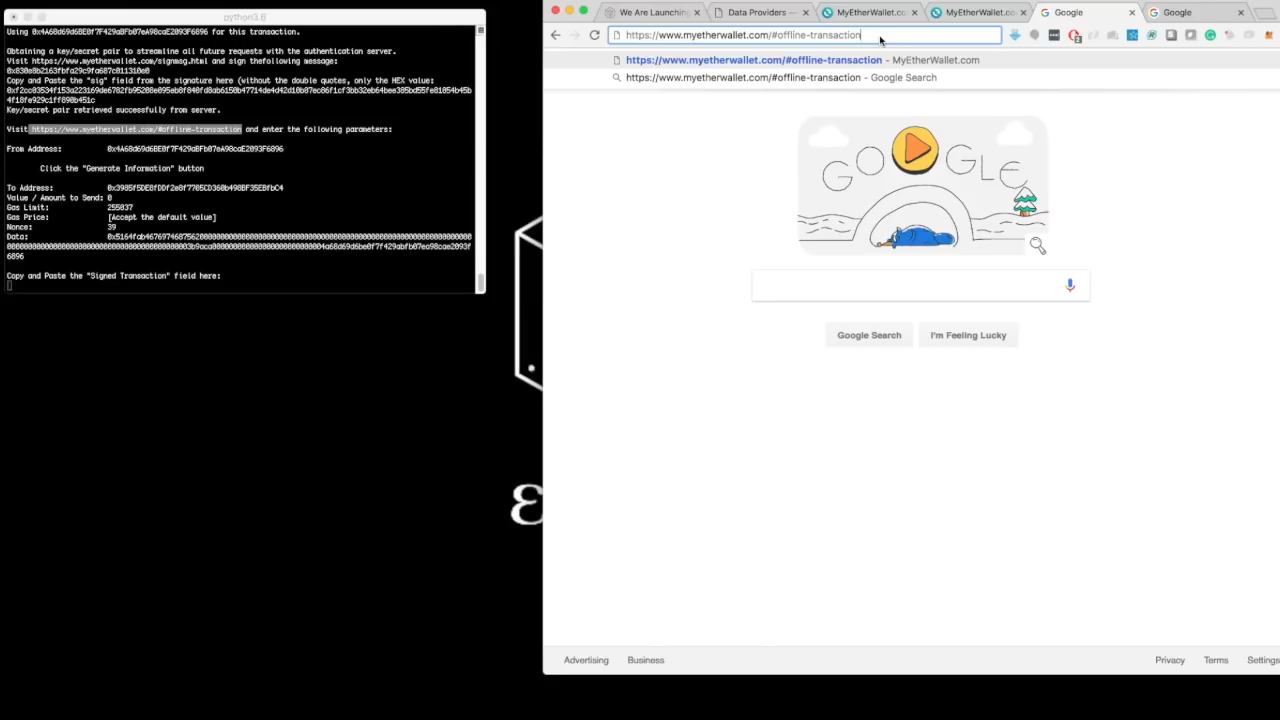 python3.6
Using 0x4A68d69d6BE0f7F429aBFb07eA98caE2093F6896 for this transaction.
Obtaining a key/secret pair to streamline all future requests with the authentication server.
Visit https://www.myetherwallet.com/signmsg.html and sign thefollowing message:
0x830e8b2163fbfa29c9fa687c011310e0
Copy and Paste the "sig" field from the signature here (without the double quotes, only the HEX value:
Key/secret pair retrieved successfully from server.
Visit https://www.myetherwallet.com/#offline-transaction and enter the following parameters:
From Address: 0x4A68d69d6BE0f7F429aBFb07eA98caE2093F6896
Click the "Generate Information" button
To Address: 0x3985f5DE8fDDf2e8f7705CD360b498BF35EBfbC4
Value / Amount to Send: 0
Gas Limit: 255037
Gas Price: [Accept the default value]
Nonce: 39
Data:
6896
Copy and Paste the "Signed Transaction" field here:
We Are Launching
Data Providers —
MyEtherWallet.co
MyEtherWallet.co
Google
Google
https://www.myetherwallet.com/#offline-transaction
https://www.myetherwallet.com/#offline-transaction - MyEtherWallet.com
https://www.myetherwallet.com/#offline-transaction - Google Search
GOOGLE
Google Search
I'm Feeling Lucky
ε
Advertising
Business
Privacy
Terms
Settings